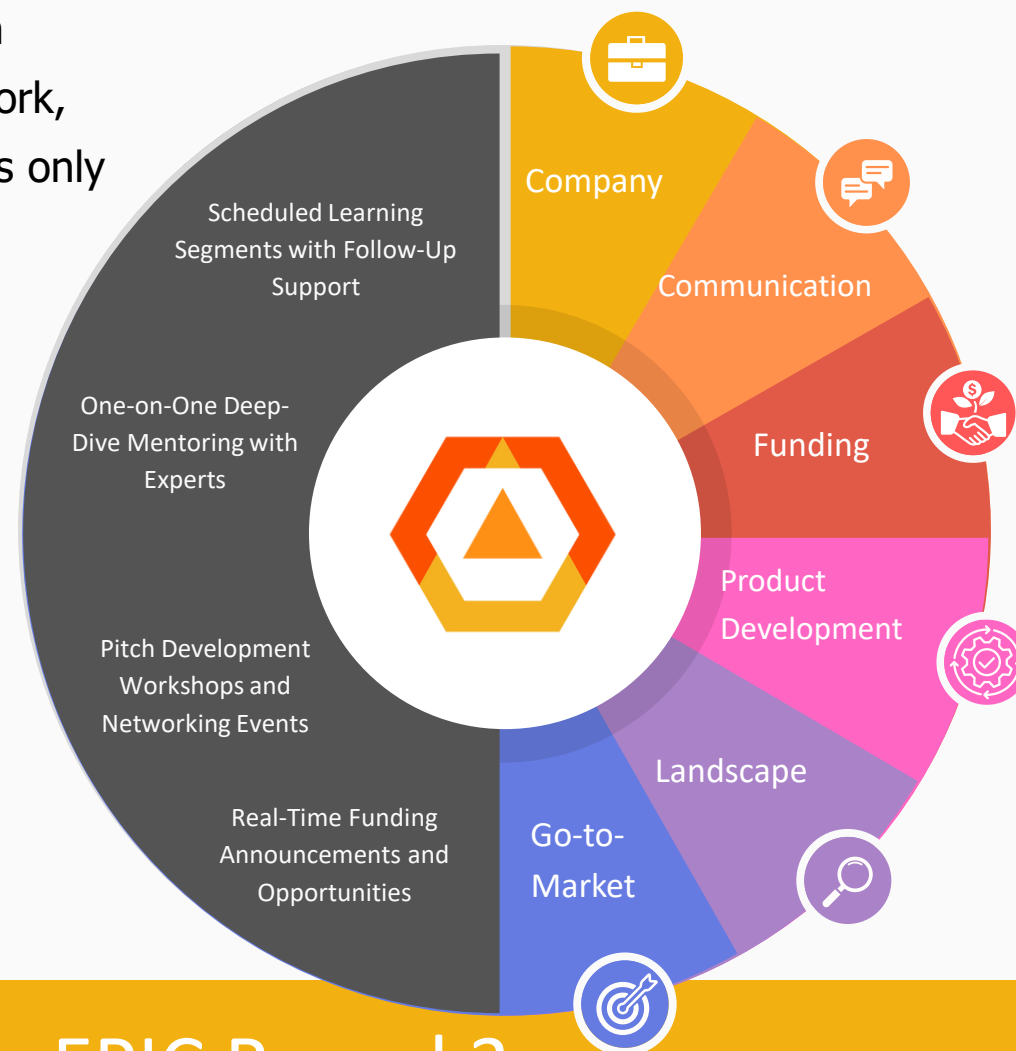 ork,
s only
Scheduled Learning
Segments with Follow-Up
Support
One-on-One Deep-
Dive Mentoring with
Experts
Pitch Development
Workshops and
Networking Events
Real-Time Funding
Announcements and
Opportunities
Company
Communication
Funding
Product
Development
Landscape
Go-to-
Market
EPIC